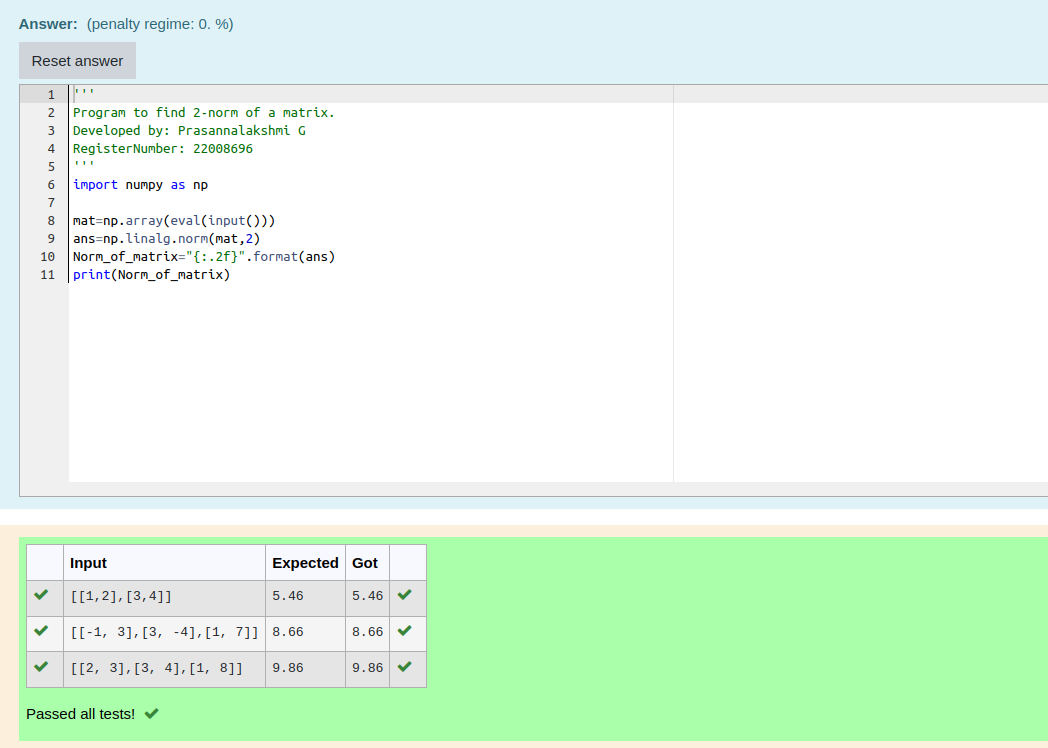 Answer: (penalty regime: 0. %)
Reset answer
1 '''
2 Program to find 2-norm of a matrix.
3 Developed by: Prasannalakshmi G
4 RegisterNumber: 22008696
5 '''
6 import numpy as np
7
8 mat=np.array(eval(input()))
9 ans=np.linalg.norm(mat,2)
10 Norm_of_matrix="{:.2f}".format(ans)
11 print(Norm_of_matrix)
Input Expected Got
[[1,2],[3,4]] 5.46 5.46
[[-1, 3],[3, -4],[1, 7]] 8.66 8.66
[[2, 3],[3, 4],[1, 8]] 9.86 9.86
Passed all tests!